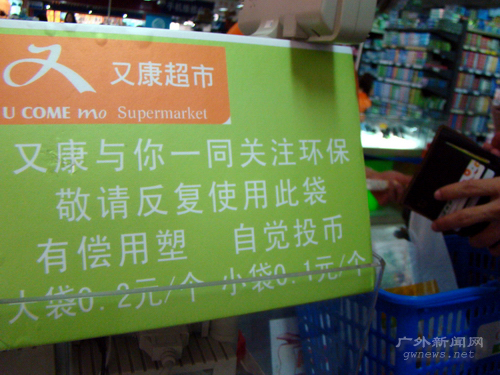 又康超市
U COME mo Supermarket
又康与你一同关注环保
敬请反复使用此袋
有偿用塑 自觉投币
大袋0.2元/个 小袋0.1元/个
广外新闻网
gwnews.net